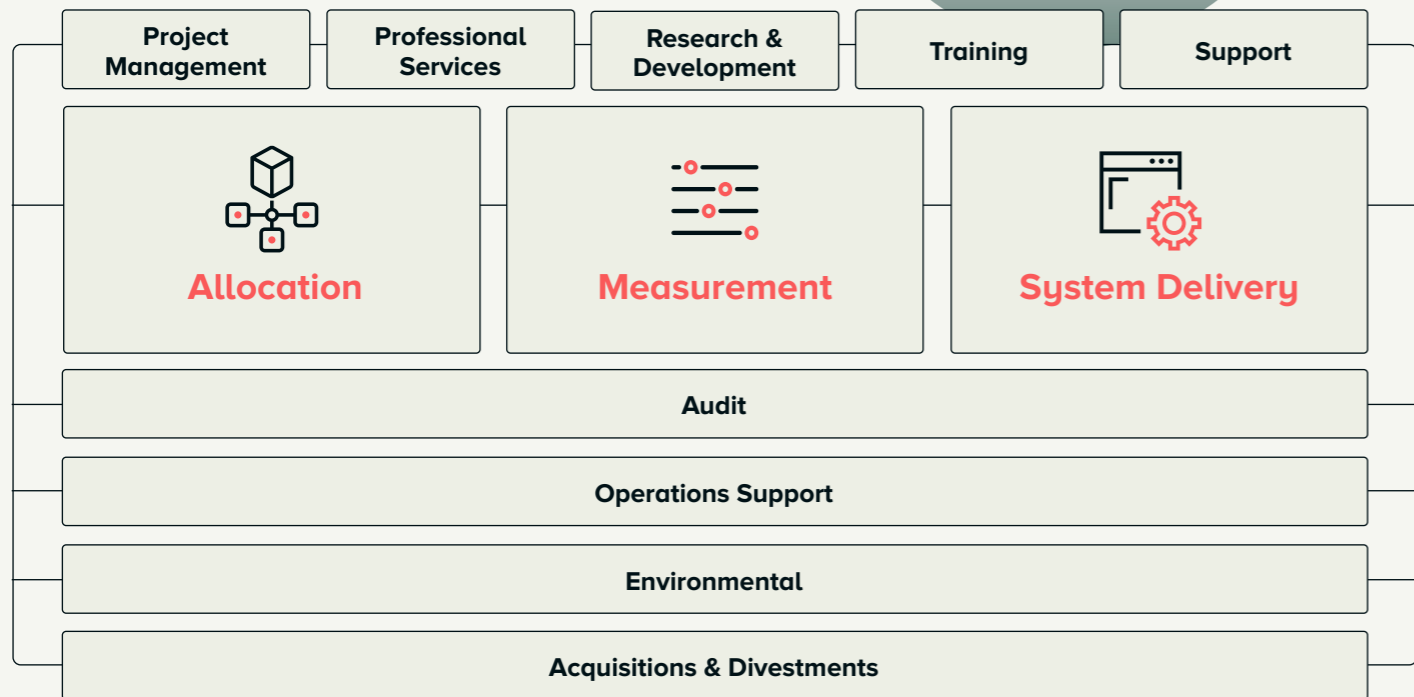 Project
Management
Professional
Services
Research &
Development
Training
Support
Allocation
Measurement
System Delivery
Audit
Operations Support
Environmental
Acquisitions & Divestments